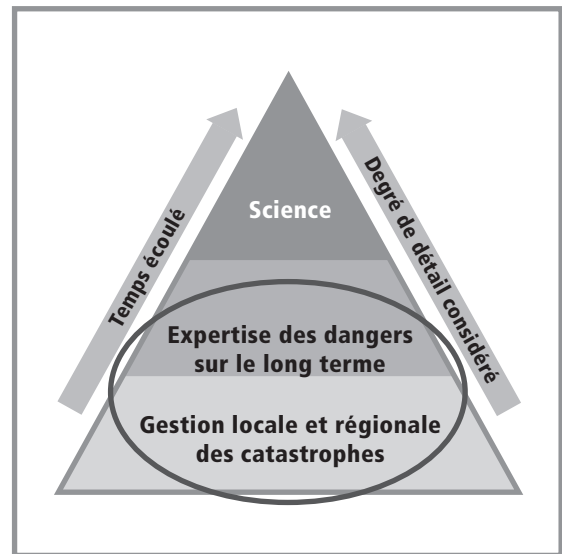 Temps écoulé
Degré de détail considéré
Science
Expertise des dangers
sur le long terme
Gestion locale et régionale
des catastrophes